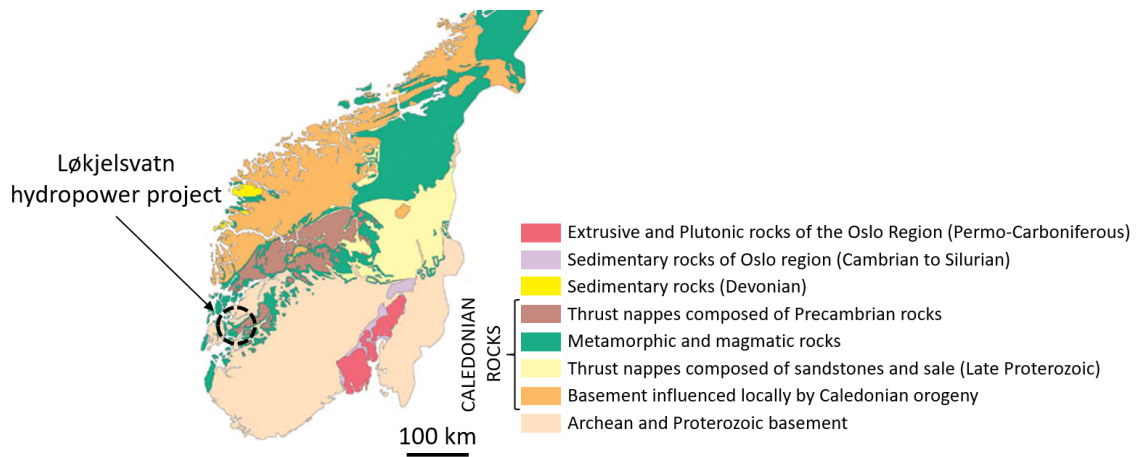 Løkjelsvatn
hydropower project
Extrusive and Plutonic rocks of the Oslo Region (Permo-Carboniferous)
Sedimentary rocks of Oslo region (Cambrian to Silurian)
Sedimentary rocks (Devonian)
Thrust nappes composed of Precambrian rocks
Metamorphic and magmatic rocks
Thrust nappes composed of sandstones and sale (Late Proterozoic)
Basement influenced locally by Caledonian orogeny
Archean and Proterozoic basement
CALEDONIAN
ROCKS
100 km